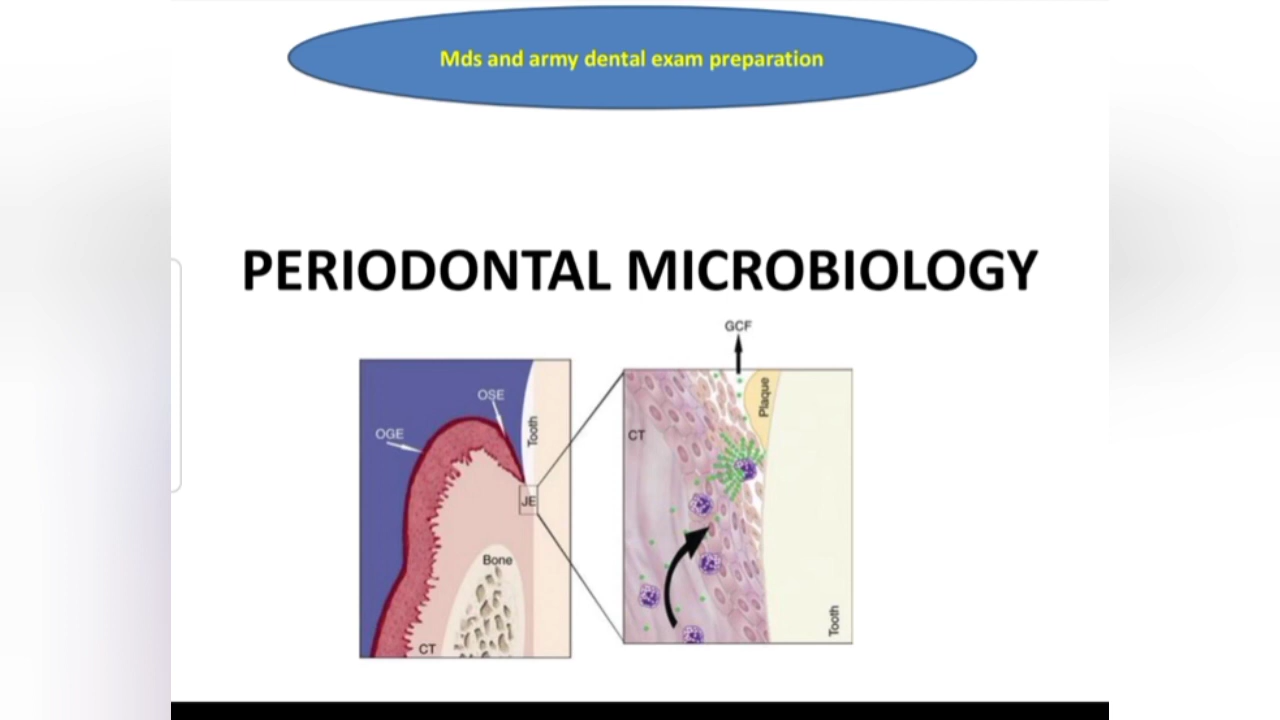 Mds and army dental exam preparation
PERIODONTAL MICROBIOLOGY
OGE
OSE
Tooth
JE
Bone
CT
GCF
Plaque
CT
Tooth